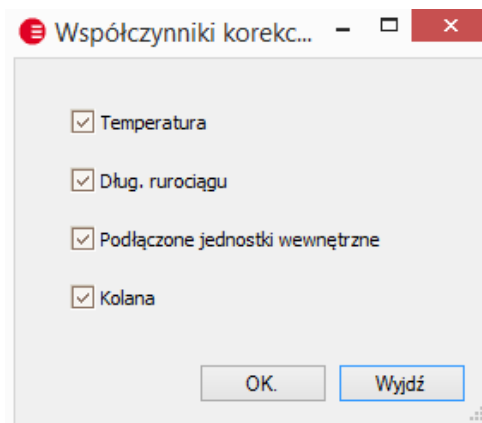 Współczynniki korekc...
Temperatura
Dług. rurociągu
Podłączone jednostki wewnętrzne
Kolana
OK. Wyjdź